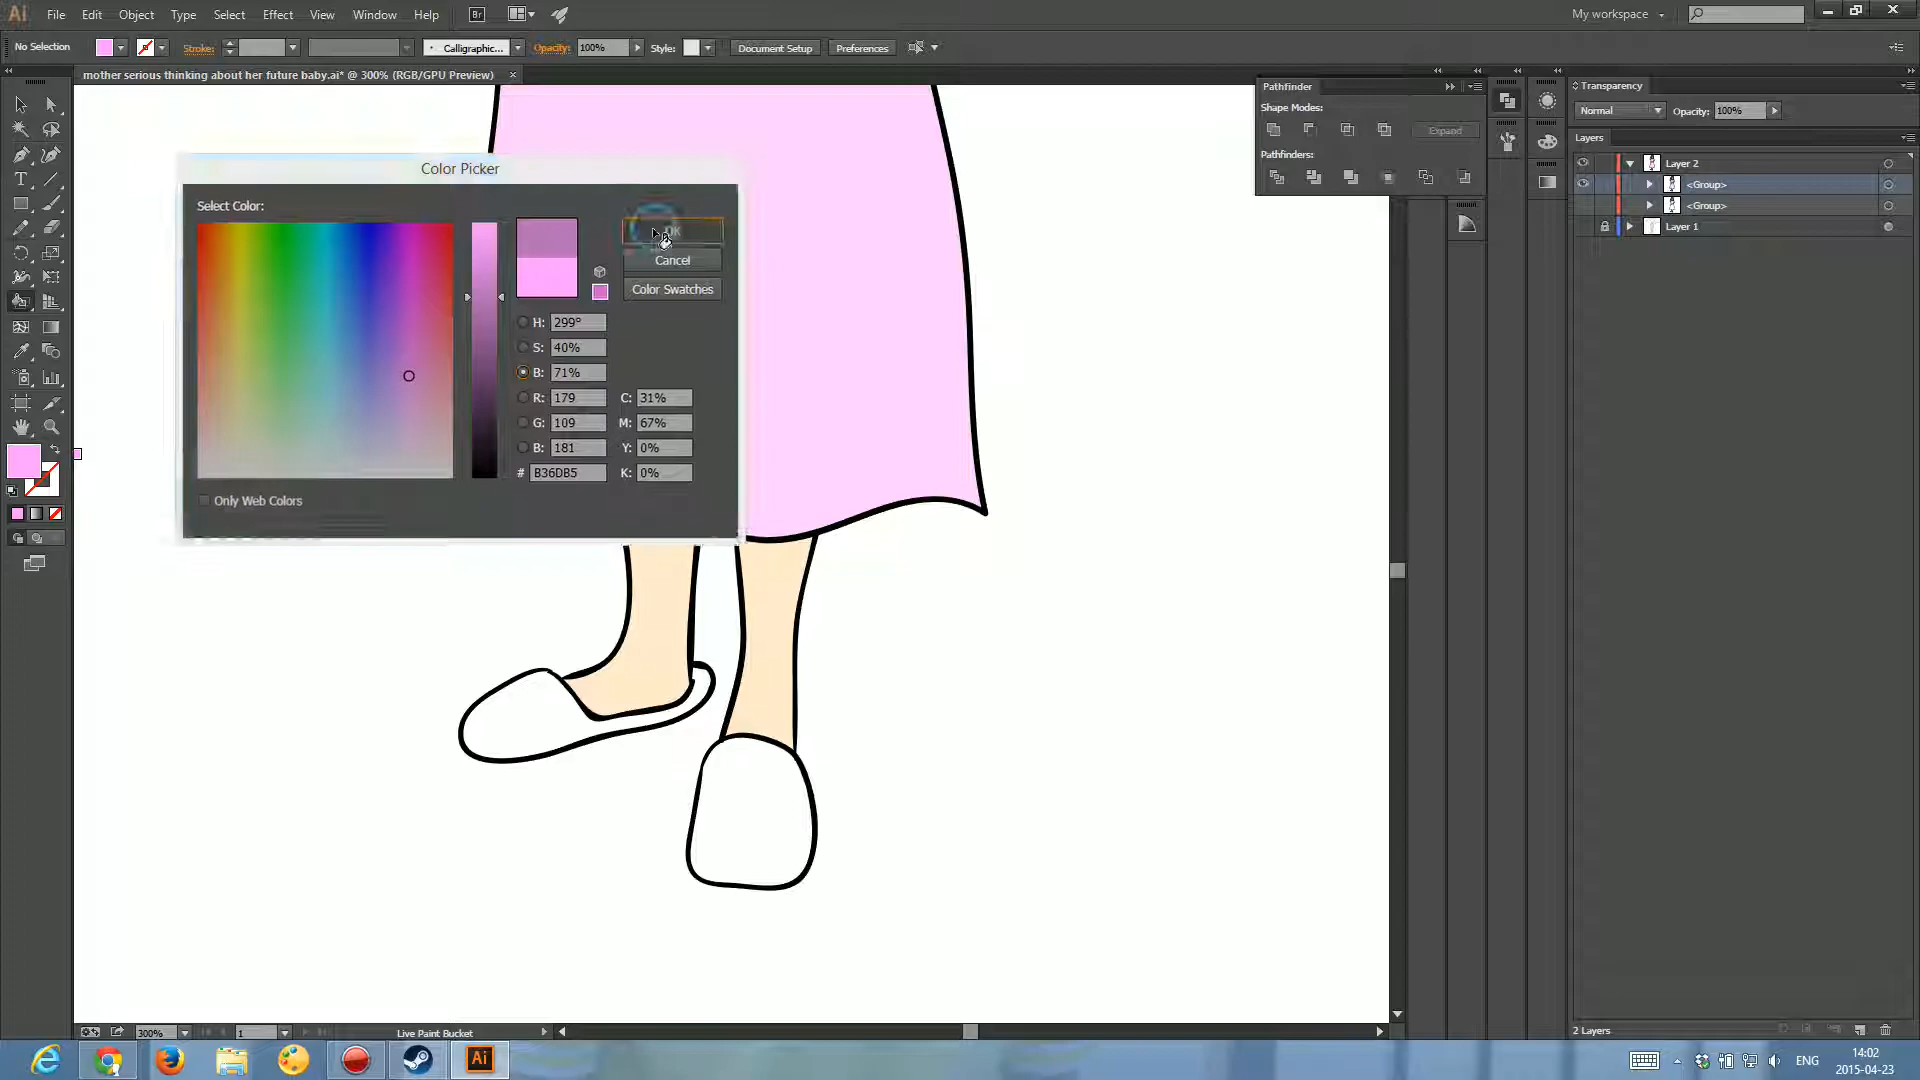 Ai File Edit Object Type Select Effect View Window Help Br My workspace
No Selection Stroke: Calligraphic... Opacity: 100% Style: Document Setup Preferences
mother serious thinking about her future baby.ai* @ 300% (RGB/GPU Preview)
Pathfinder
Shape Modes:
Expand
Pathfinders:
Transparency
Normal Opacity: 100%
Layers
Layer 2
<Group>
<Group>
Layer 1
Color Picker
Select Color:
OK
Cancel
Color Swatches
H: 299°
S: 40%
B: 71%
R: 179 C: 31%
G: 109 M: 67%
B: 181 Y: 0%
# B36DB5 K: 0%
Only Web Colors
300% 1 Live Paint Bucket
2 Layers
Ai ENG 14:02
2015-04-23